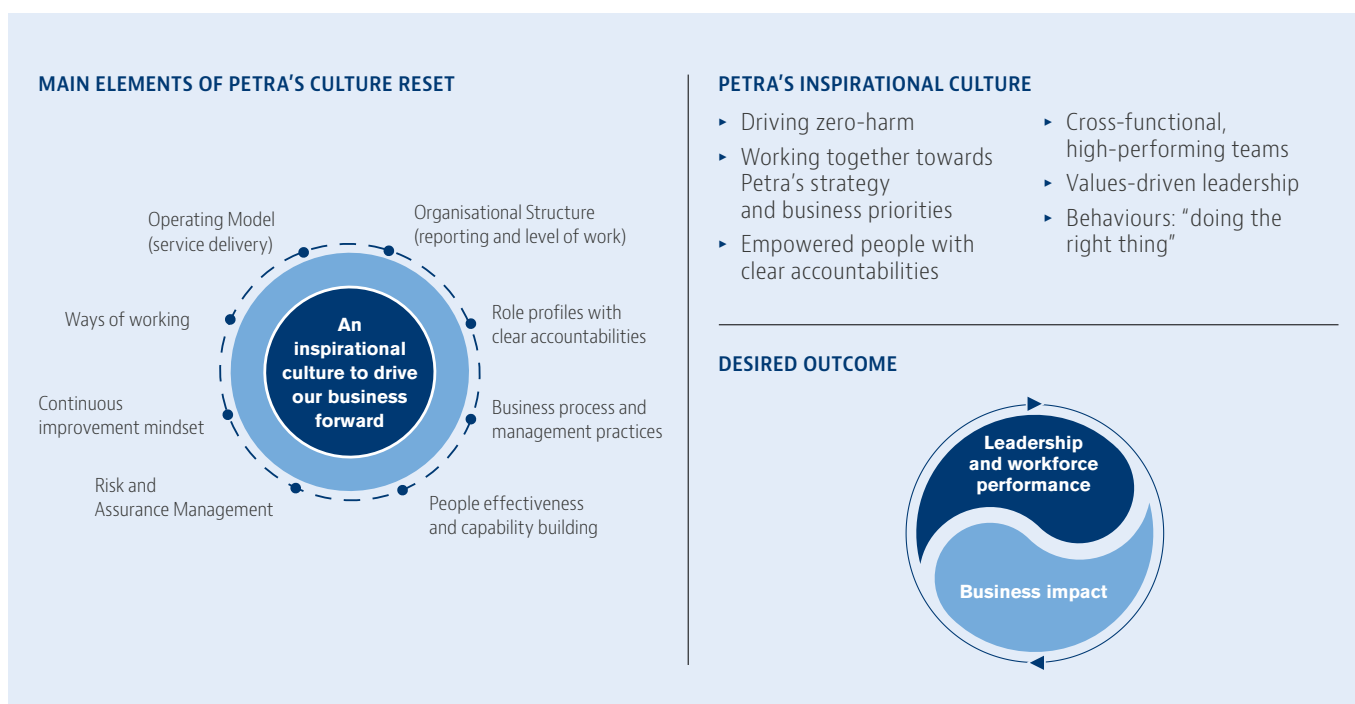 MAIN ELEMENTS OF PETRA'S CULTURE RESET
Operating Model
(service delivery)
Organisational Structure
(reporting and level of work)
Ways of working
Role profiles with
clear accountabilities
An
inspirational
culture to drive
our business
forward
Continuous
improvement mindset
Business process and
management practices
Risk and
Assurance Management
People effectiveness
and capability building
PETRA'S INSPIRATIONAL CULTURE
‣ Driving zero-harm
‣ Working together towards
Petra's strategy
and business priorities
‣ Empowered people with
clear accountabilities
‣ Cross-functional,
high-performing teams
‣ Values-driven leadership
‣ Behaviours: "doing the
right thing"
DESIRED OUTCOME
Leadership
and workforce
performance
Business impact